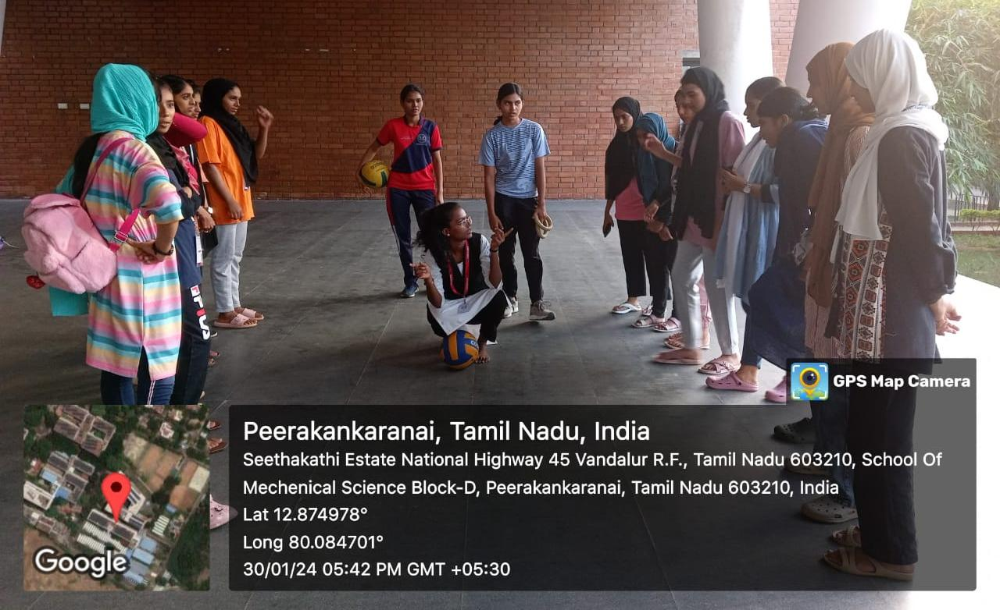 GPS Map Camera
Peerakankaranai, Tamil Nadu, India
Seethakathi Estate National Highway 45 Vandalur R.F., Tamil Nadu 603210, School Of
Mechenical Science Block-D, Peerakankaranai, Tamil Nadu 603210, India
Lat 12.874978°
Long 80.084701°
30/01/24 05:42 PM GMT +05:30
Google